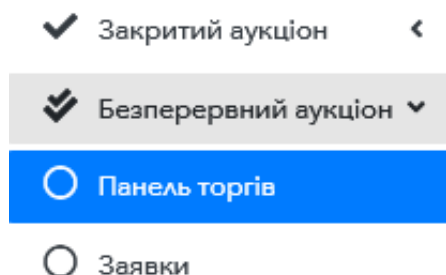 Закритий аукціон
Безперервний аукціон
Панель торгів
Заявки